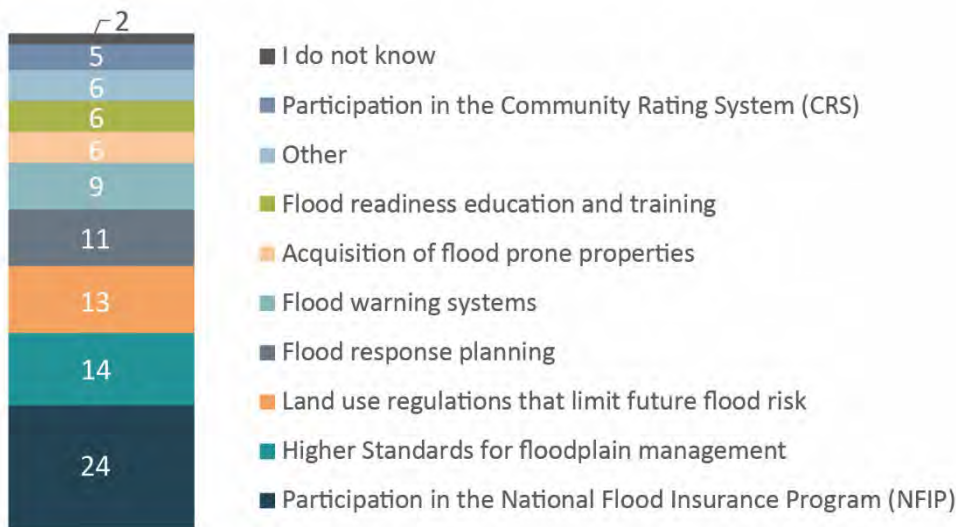 2
5
6
6
6
9
11
13
14
24
I do not know
Participation in the Community Rating System (CRS)
Other
Flood readiness education and training
Acquisition of flood prone properties
Flood warning systems
Flood response planning
Land use regulations that limit future flood risk
Higher Standards for floodplain management
Participation in the National Flood Insurance Program (NFIP)